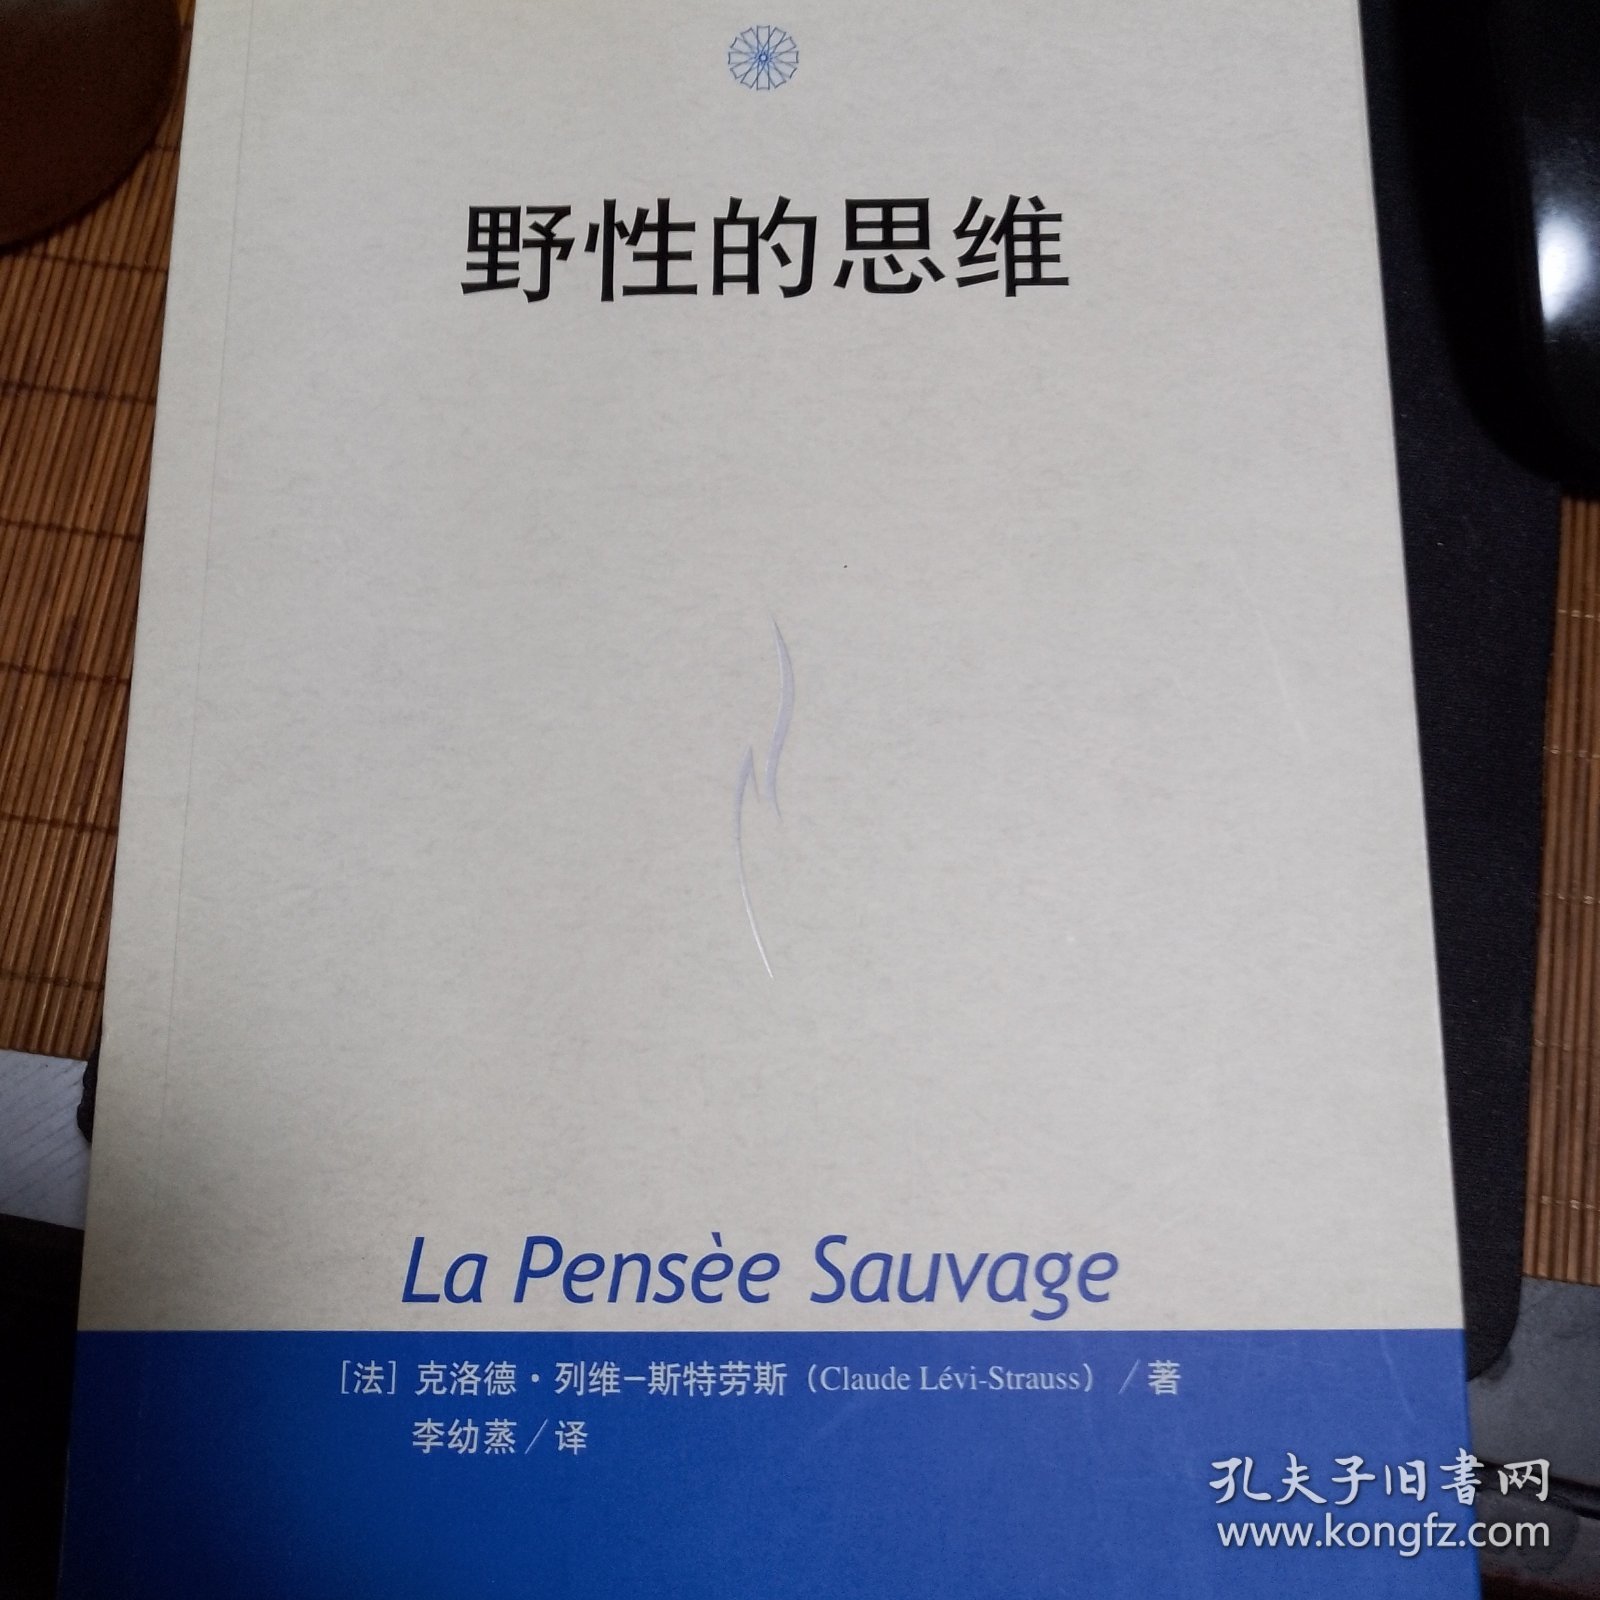 野性的思维
La Pensèe Sauvage
［法］克洛德·列维-斯特劳斯（Claude Lévi-Strauss）／著
李幼蒸／译
孔夫子旧书网
www.kongfz.com